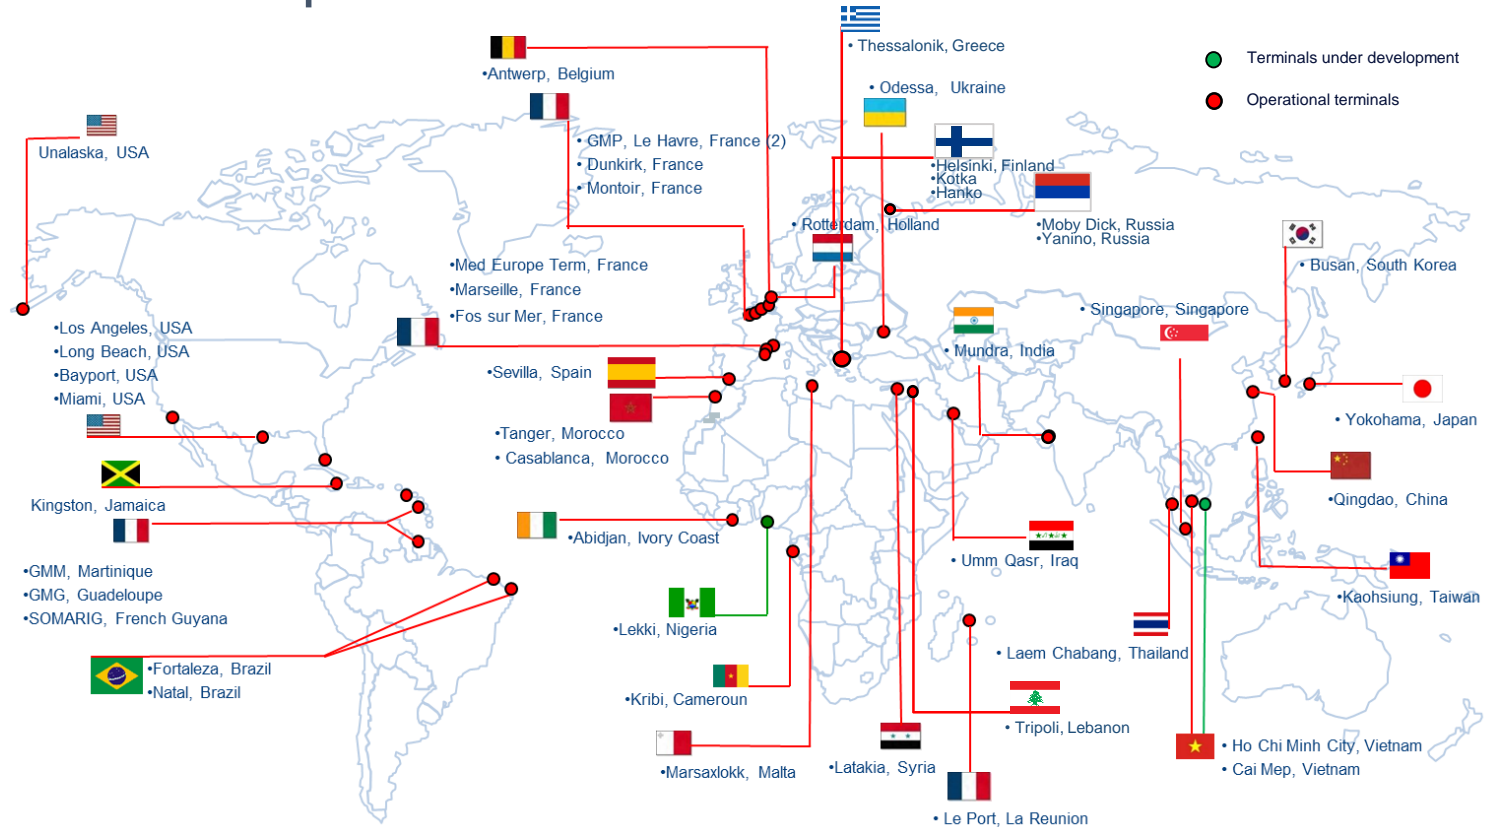 • Thessalonik, Greece
Terminals under development
•Antwerp, Belgium
• Odessa, Ukraine
Operational terminals
Unalaska, USA
• GMP, Le Havre, France (2)
• Dunkirk, France
• Montoir, France
•Helsinki, Finland
•Kotka
•Hanko
• Rotterdam, Holland
•Moby Dick, Russia
•Yanino, Russia
•Med Europe Term, France
•Marseille, France
•Fos sur Mer, France
• Busan, South Korea
•Los Angeles, USA
•Long Beach, USA
•Bayport, USA
•Miami, USA
• Singapore, Singapore
• Mundra, India
•Sevilla, Spain
•Tanger, Morocco
• Casablanca, Morocco
• Yokohama, Japan
Kingston, Jamaica
•Qingdao, China
•Abidjan, Ivory Coast
• Umm Qasr, Iraq
•GMM, Martinique
•GMG, Guadeloupe
•SOMARIG, French Guyana
•Kaohsiung, Taiwan
•Lekki, Nigeria
• Laem Chabang, Thailand
•Fortaleza, Brazil
•Natal, Brazil
•Kribi, Cameroun
• Tripoli, Lebanon
•Marsaxlokk, Malta
•Latakia, Syria
• Ho Chi Minh City, Vietnam
• Cai Mep, Vietnam
• Le Port, La Reunion